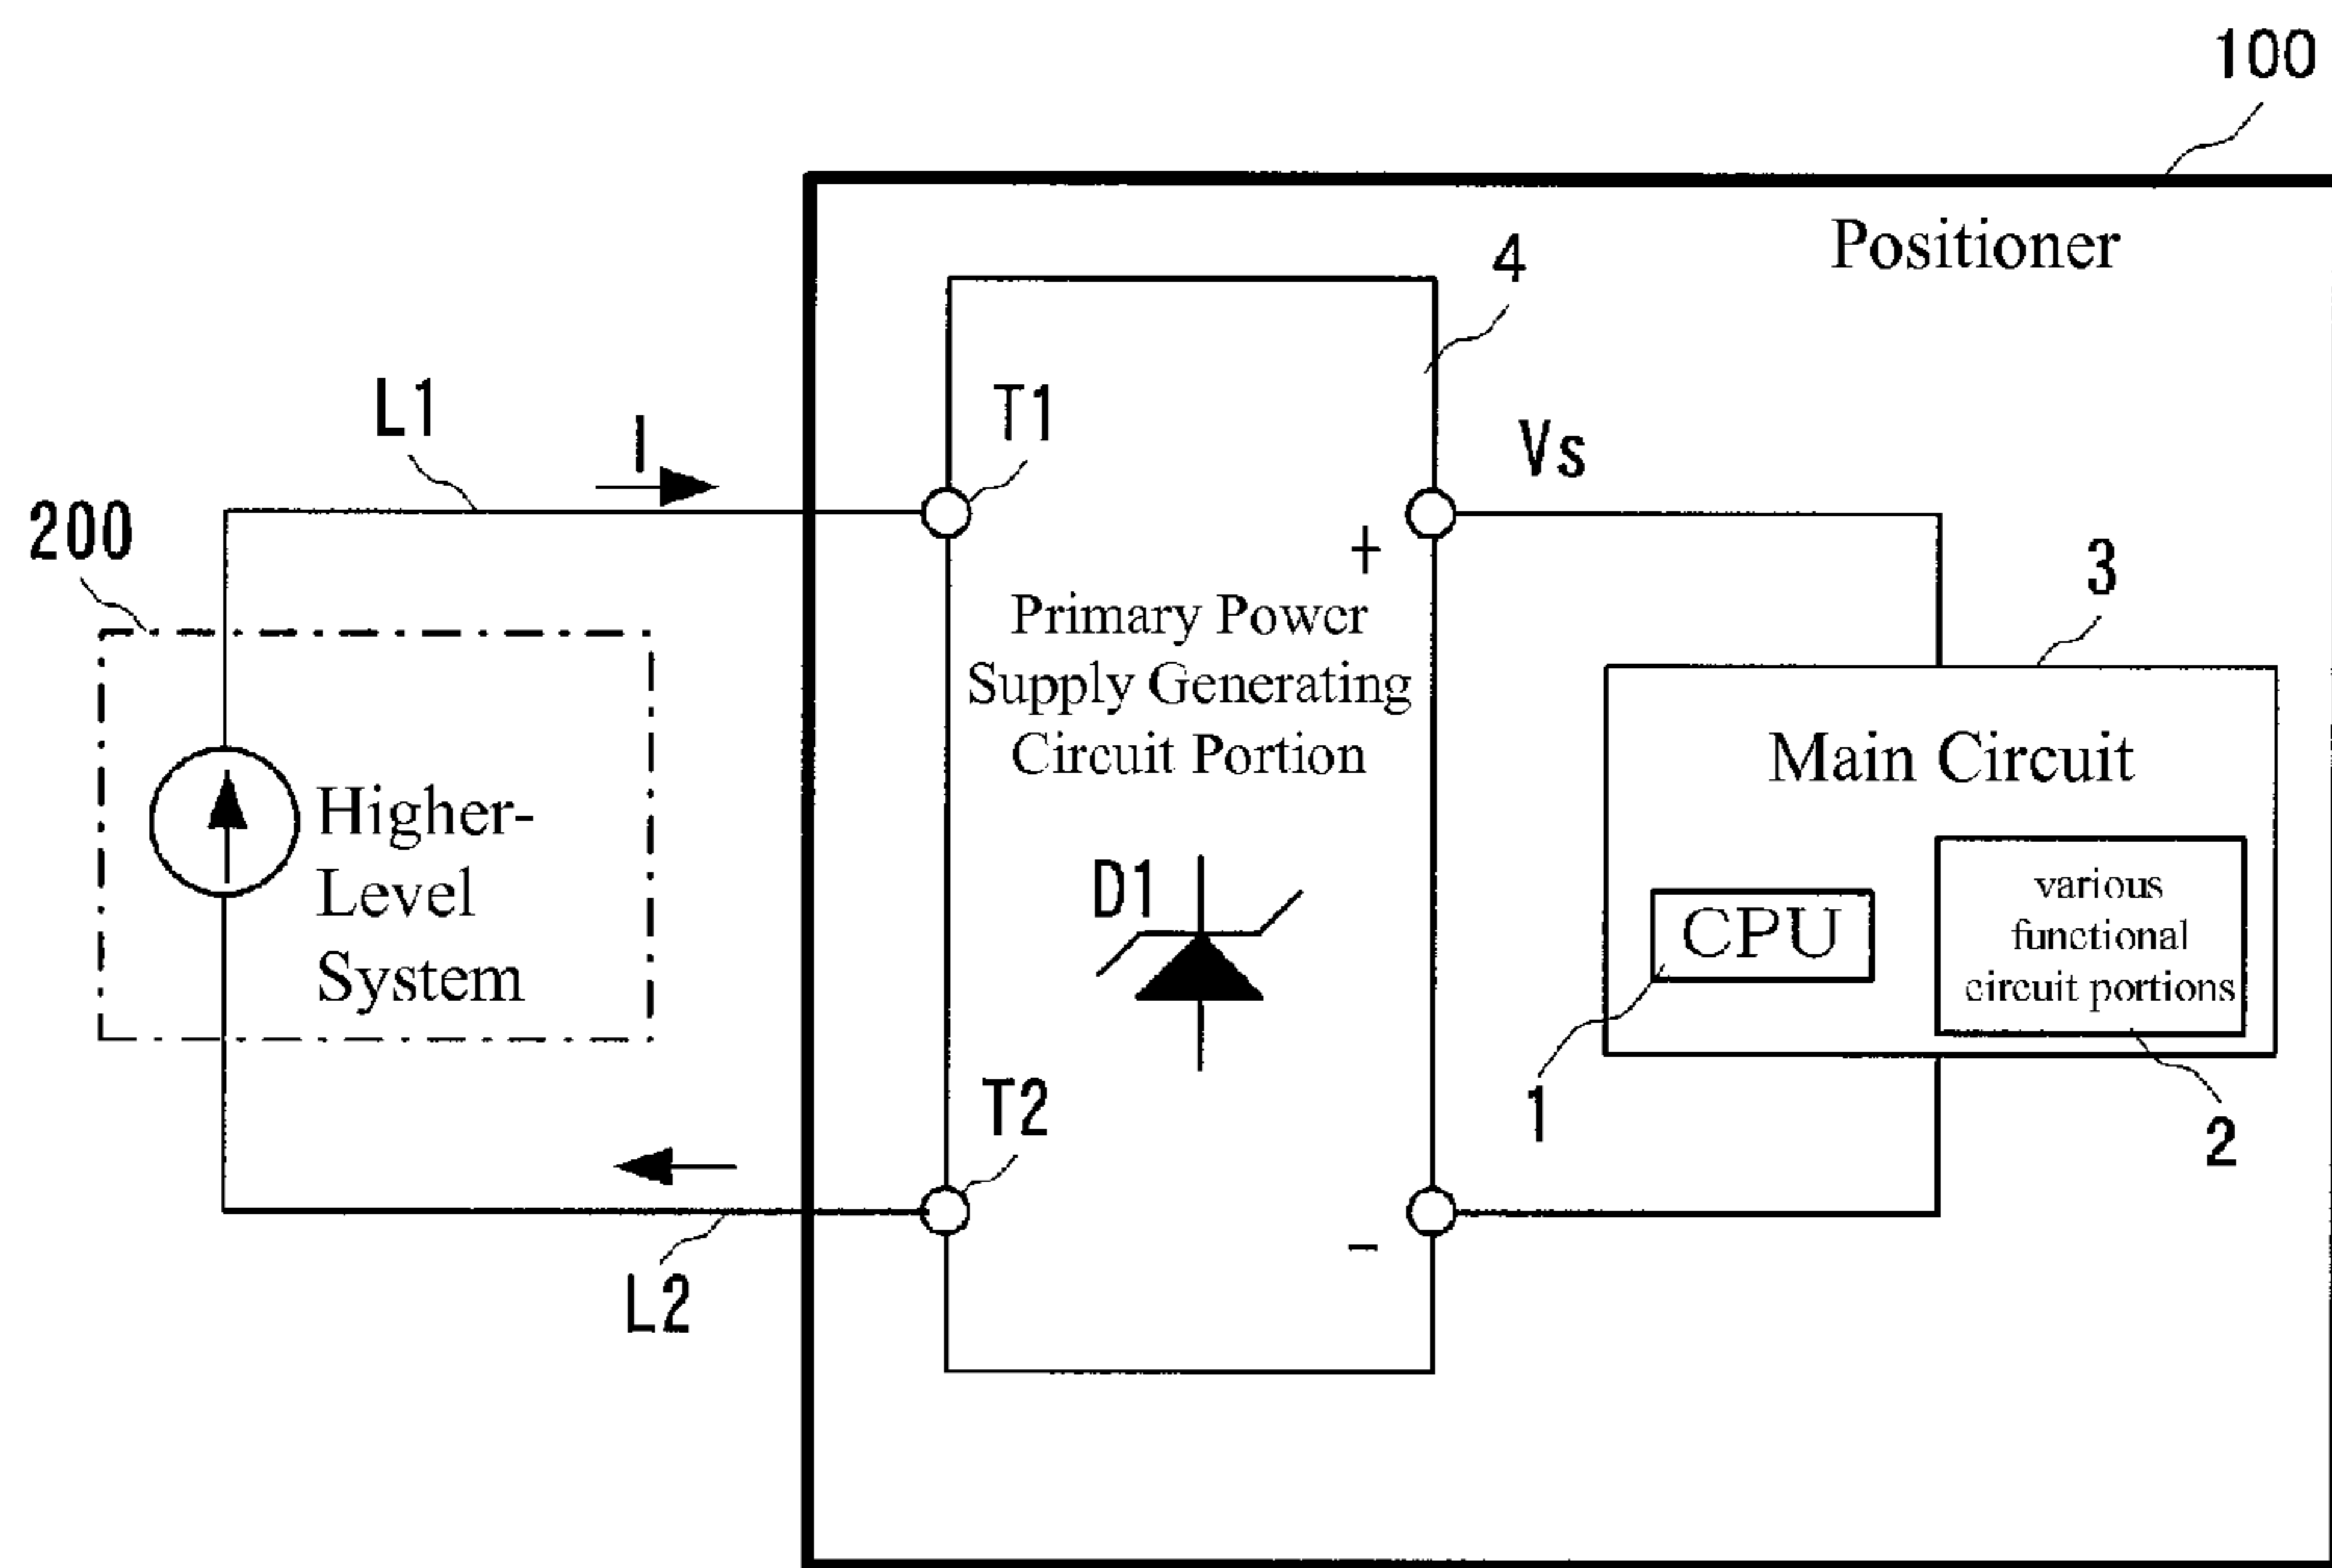 100
Positioner
4
L1
I
T1
Vs
200
+
3
Primary Power
Supply Generating
Circuit Portion
Main Circuit
Higher-
Level
System
D1
CPU
various
functional
circuit portions
T2
1
2
-
L2